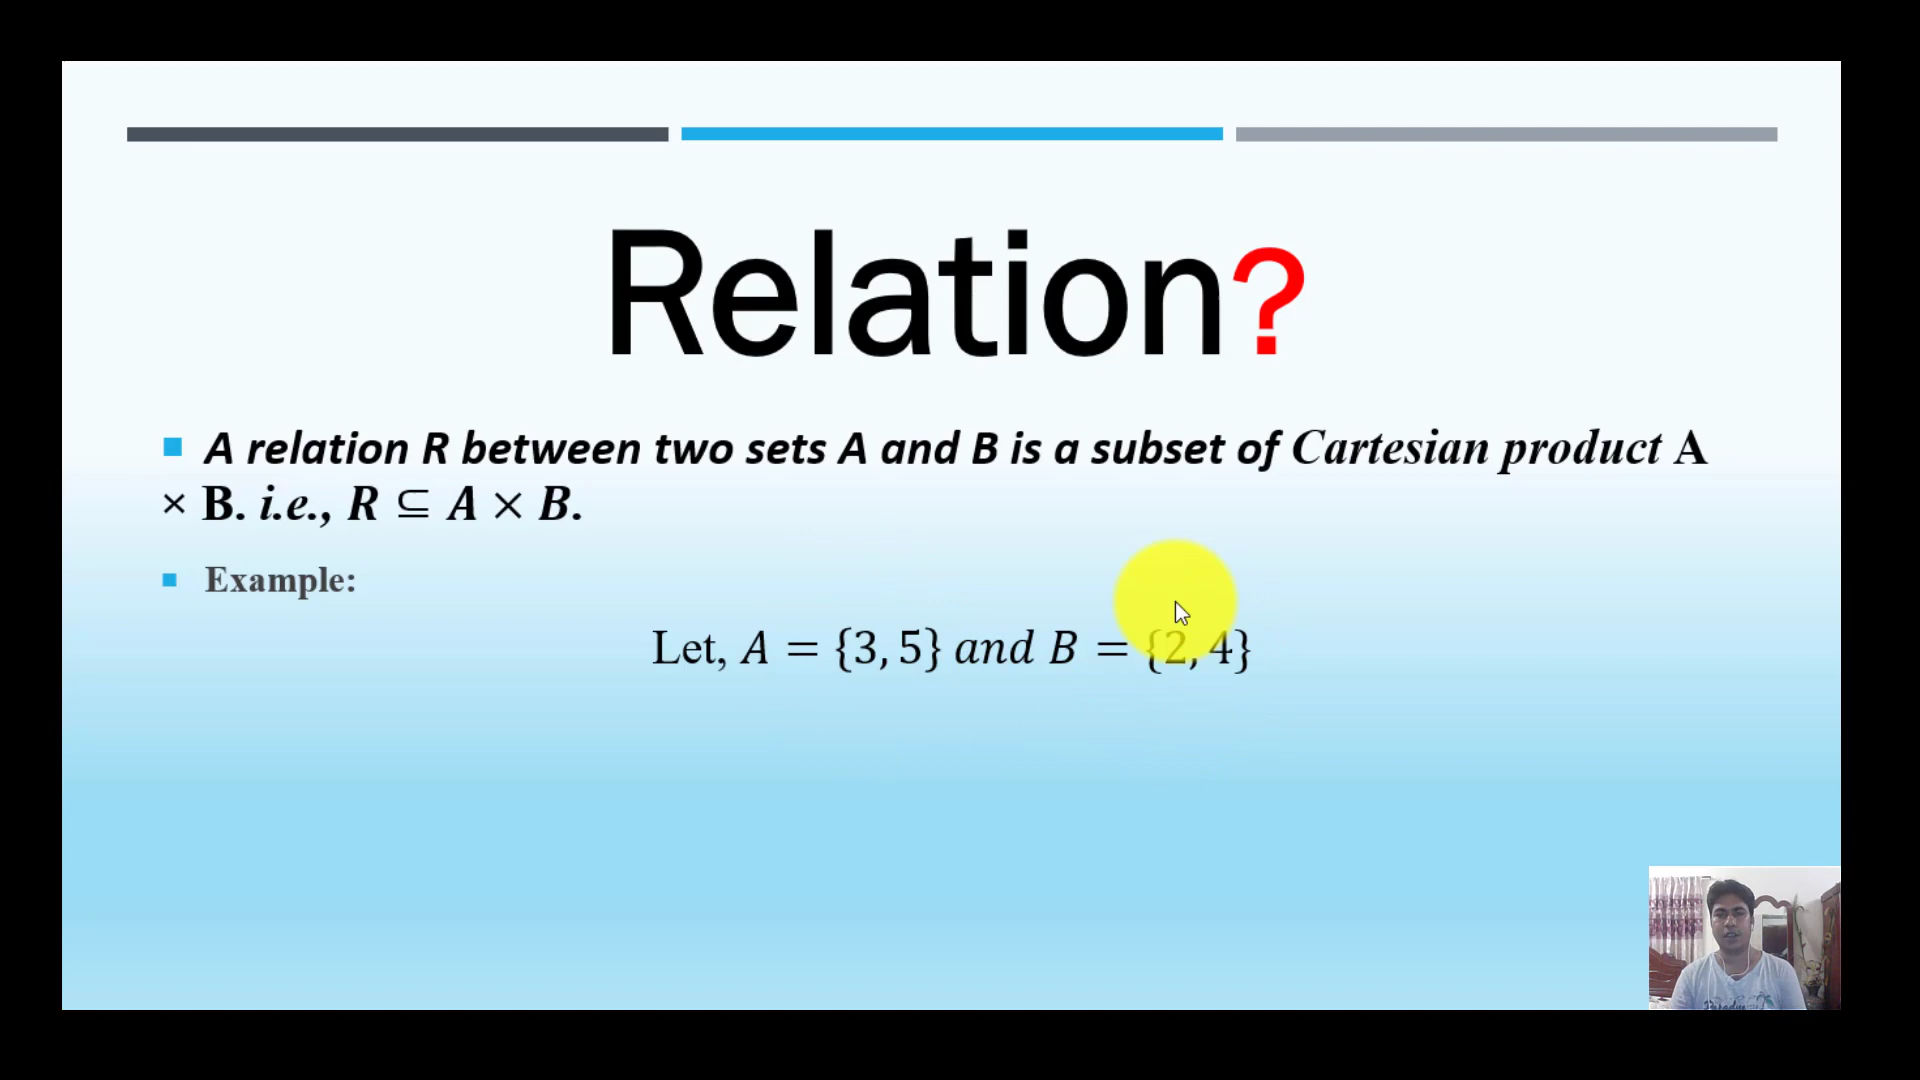 Relation?
A relation R between two sets A and B is a subset of Cartesian product A
× B. i.e., R ⊆ A × B.
Example:
Let, A = {3, 5} and B = {2, 4}